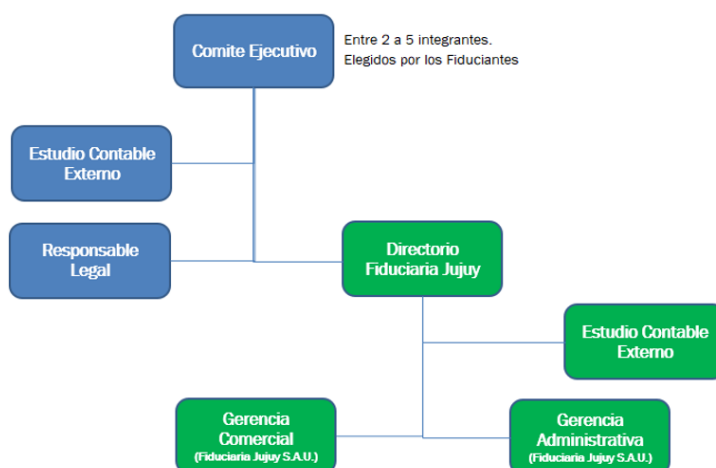 Comite Ejecutivo
Entre 2 a 5 integrantes.
Elegidos por los Fiduciantes
Estudio Contable
Externo
Responsable
Legal
Directorio
Fiduciaria Jujuy
Estudio Contable
Externo
Gerencia
Comercial
(Fiduciaria Jujuy S.A.U.)
Gerencia
Administrativa
(Fiduciaria Jujuy S.A.U.)